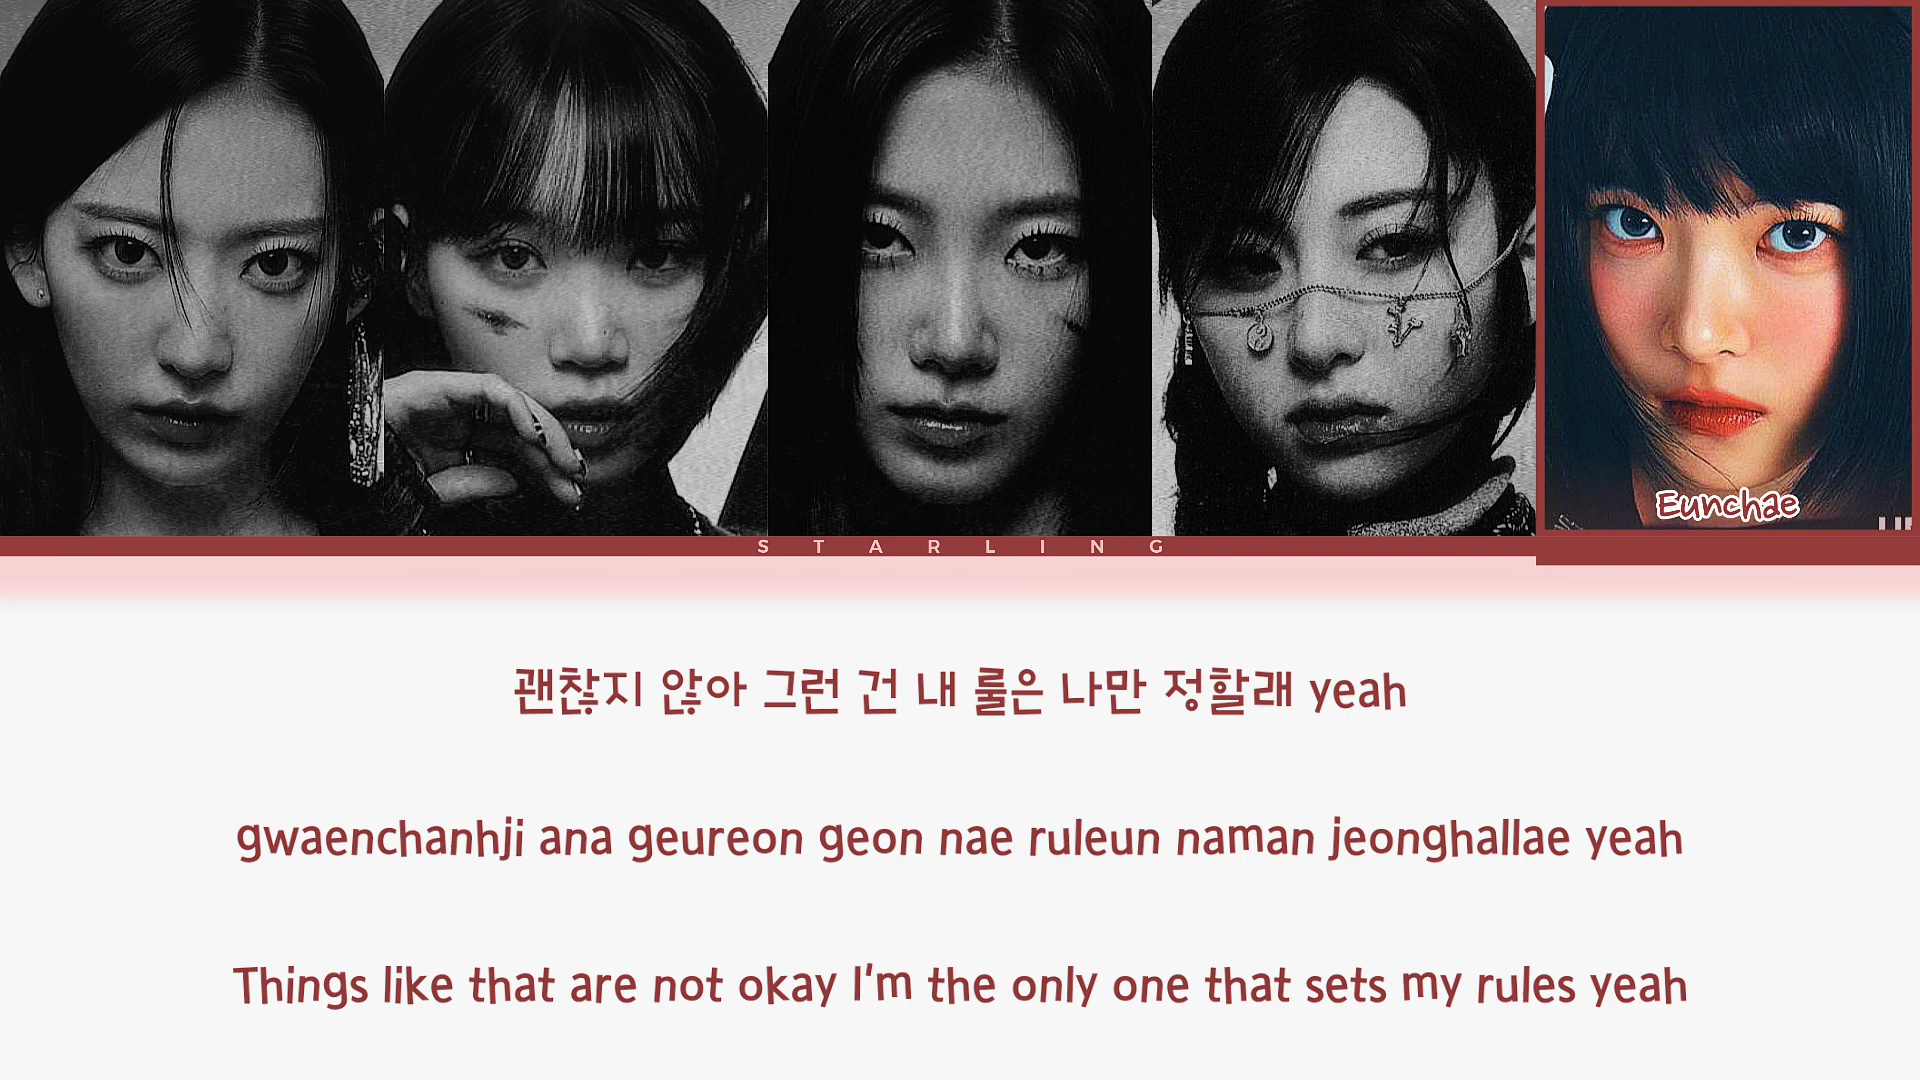 Eunchae
STARLING
괜찮지 않아 그런 건 내 룰은 나만 정할래 yeah
gwaenchanhji ana geureon geon nae ruleun naman jeonghallae yeah
Things like that are not okay I'm the only one that sets my rules yeah